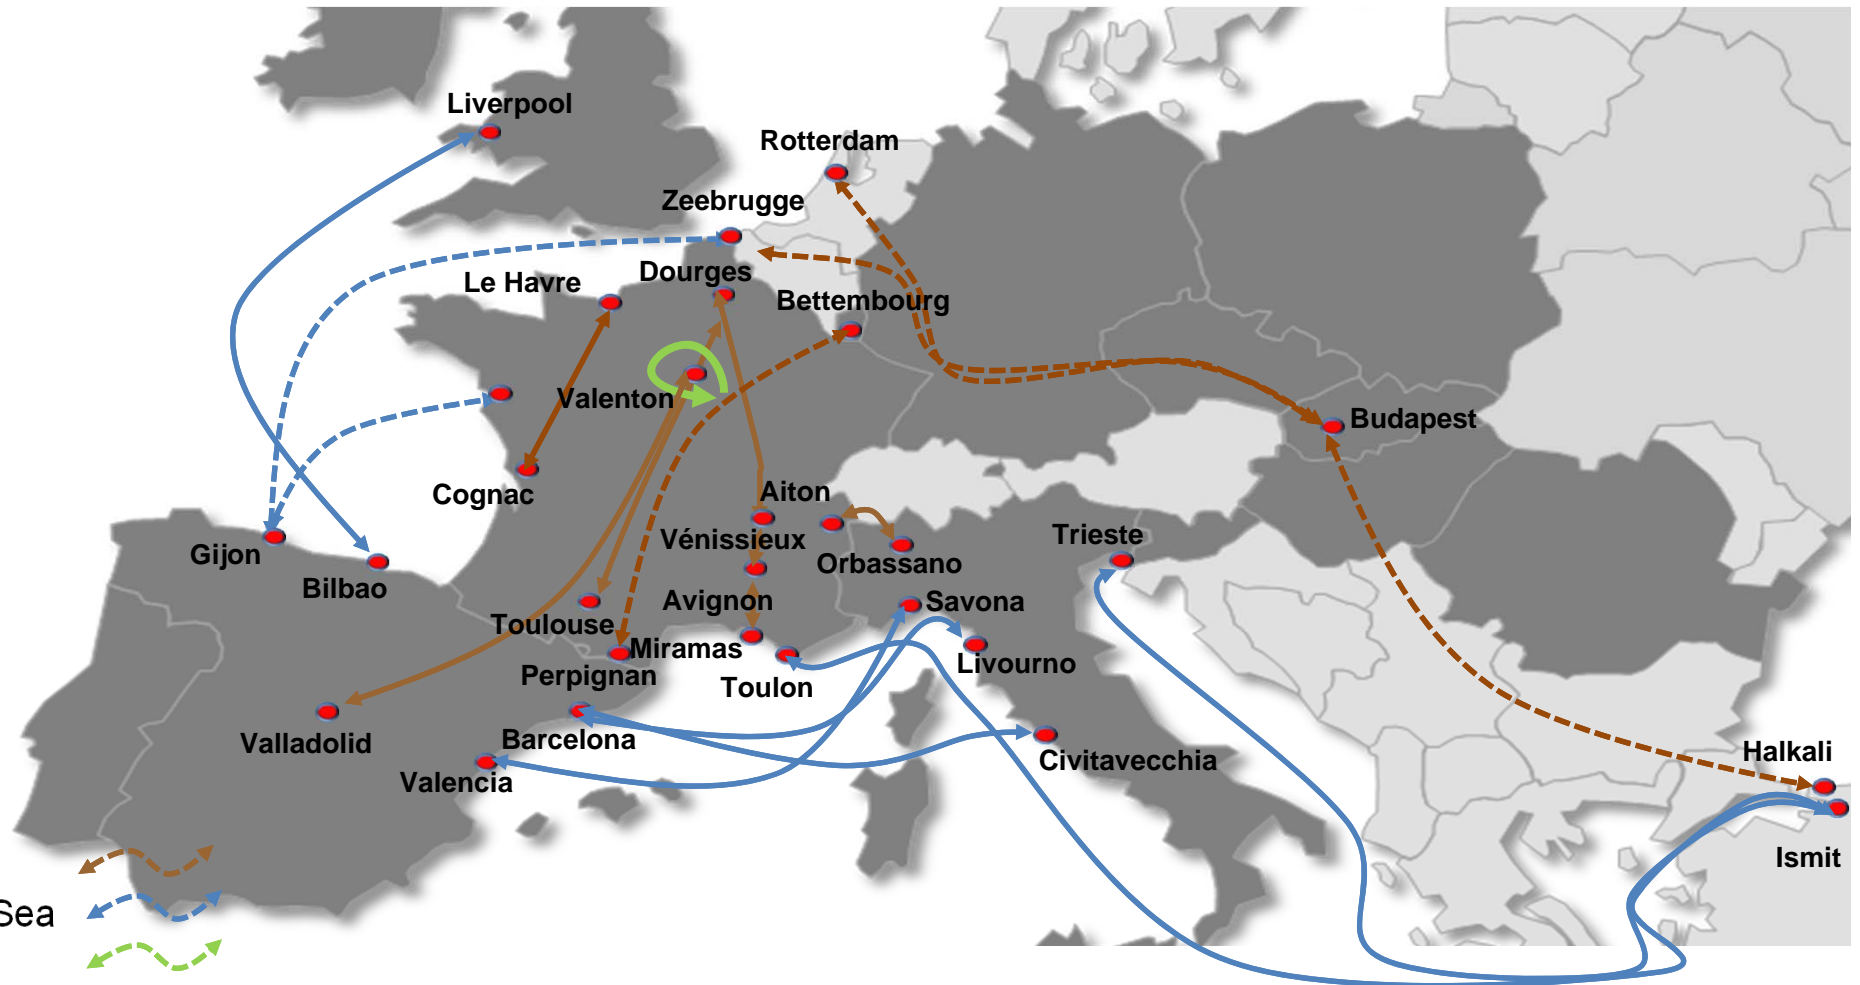 Liverpool
Rotterdam
Zeebrugge
Dourges
Le Havre
Bettembourg
Valenton
Budapest
Cognac
Aiton
Vénissieux
Trieste
Gijon
Orbassano
Bilbao
Avignon
Savona
Toulouse
Miramas
Livourno
Perpignan
Toulon
Valladolid
Barcelona
Civitavecchia
Halkali
Valencia
Ismit
Sea